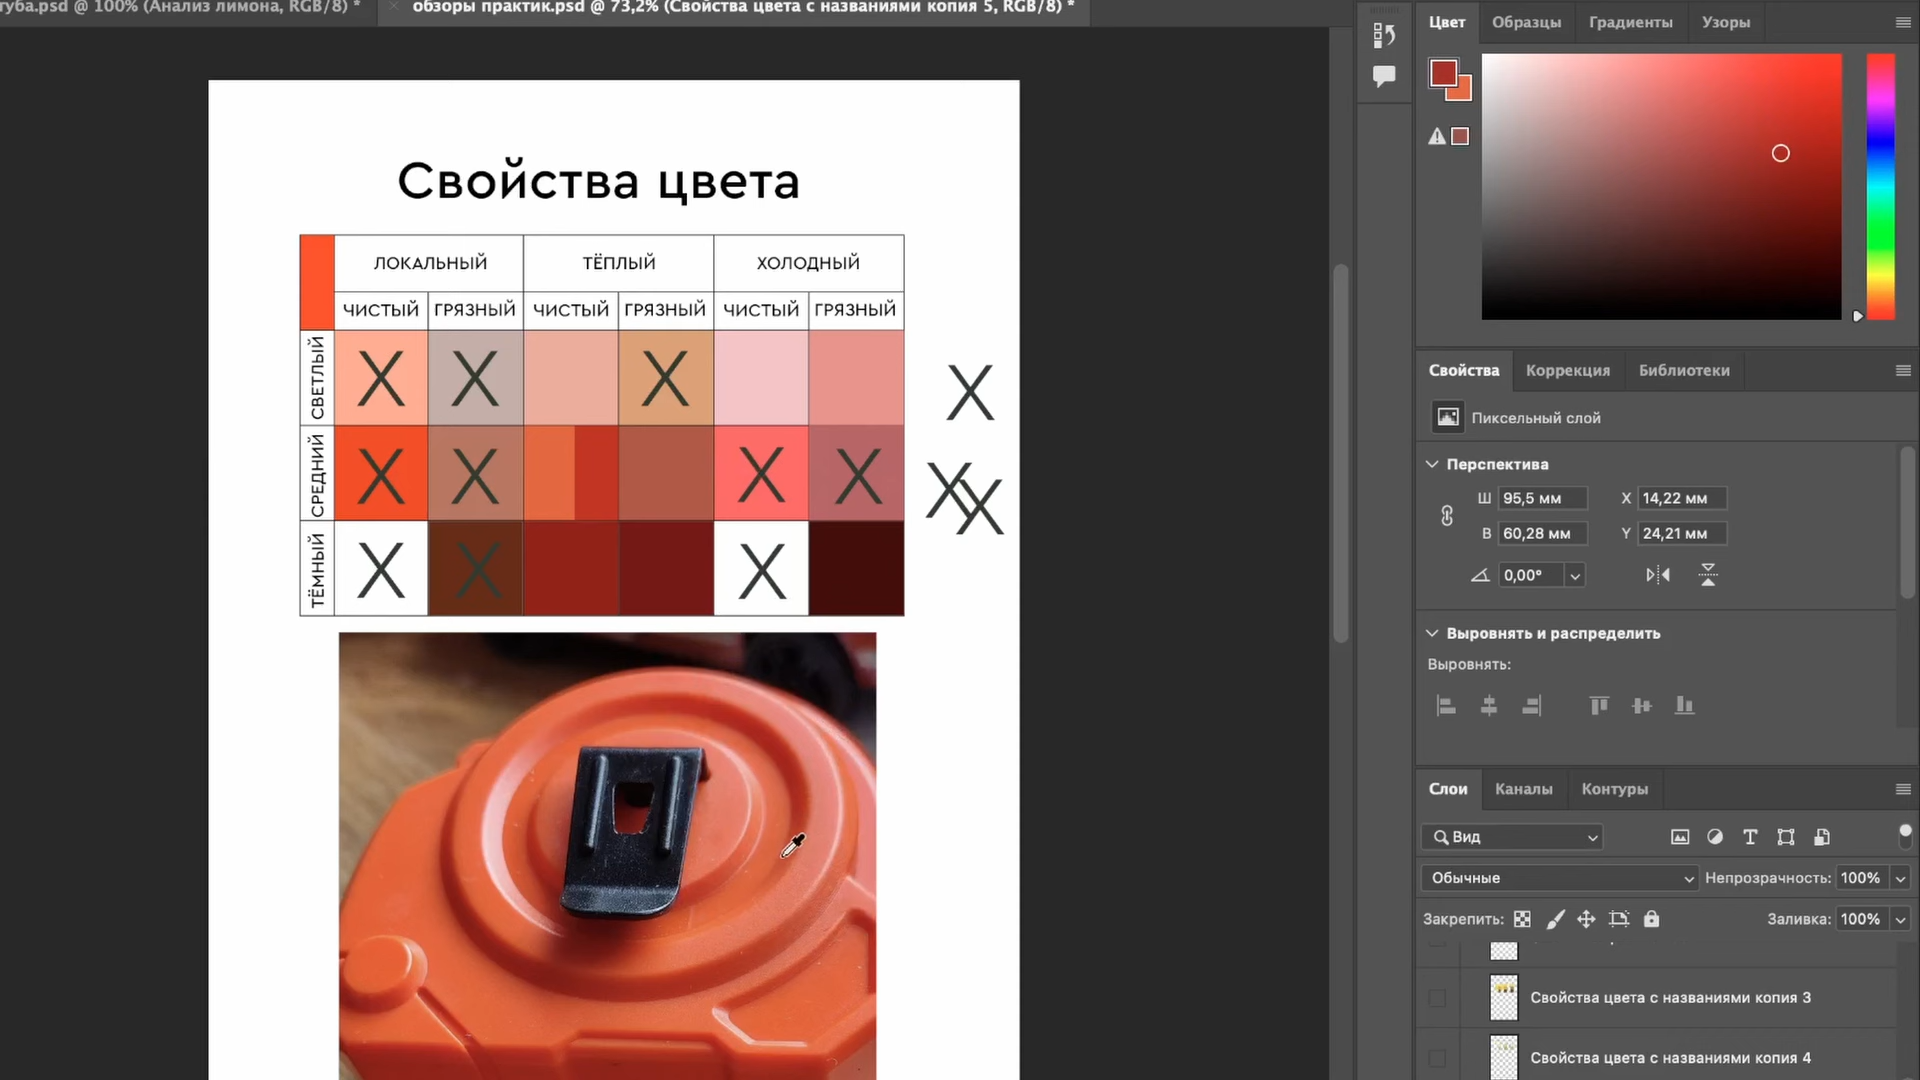 губа.psd @ 100% (Анализ лимона, RGB/8) *
обзоры практик.psd @ 73,2% (Свойства цвета с названиями копия 5, RGB/8) *
Цвет Образцы Градиенты Узоры
Свойства цвета
ЛОКАЛЬНЫЙ ТЁПЛЫЙ ХОЛОДНЫЙ
ЧИСТЫЙ ГРЯЗНЫЙ ЧИСТЫЙ ГРЯЗНЫЙ ЧИСТЫЙ ГРЯЗНЫЙ
СВЕТЛЫЙ X X X
X
СРЕДНИЙ X X X X
X X
ТЁМНЫЙ X X X
Свойства Коррекция Библиотеки
Пиксельный слой
Перспектива
Ш 95,5 мм X 14,22 мм
В 60,28 мм Y 24,21 мм
0,00°
Выровнять и распределить
Выровнять:
Слои Каналы Контуры
Вид
Обычные Непрозрачность: 100%
Закрепить: Заливка: 100%
Свойства цвета с названиями копия 3
Свойства цвета с названиями копия 4